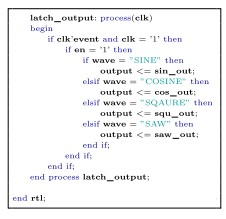 latch_output: process(clk)
begin
if clk'event and clk = '1' then
if en = '1' then
if wave = "SINE" then
output <= sin_out;
elsif wave = "COSINE" then
output <= cos_out;
elsif wave = "SQAURE" then
output <= squ_out;
elsif wave = "SAW" then
output <= saw_out;
end if;
end if;
end if;
end process latch_output;
end rtl;